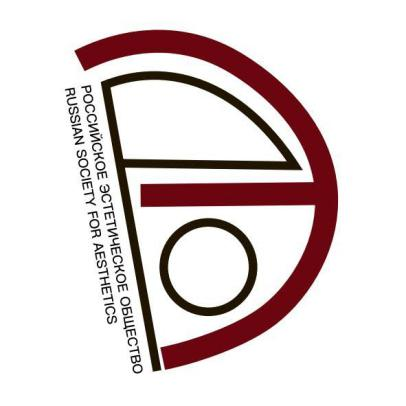 РОССИЙСКОЕ ЭСТЕТИЧЕСКОЕ ОБЩЕСТВО
RUSSIAN SOCIETY FOR AESTHETICS